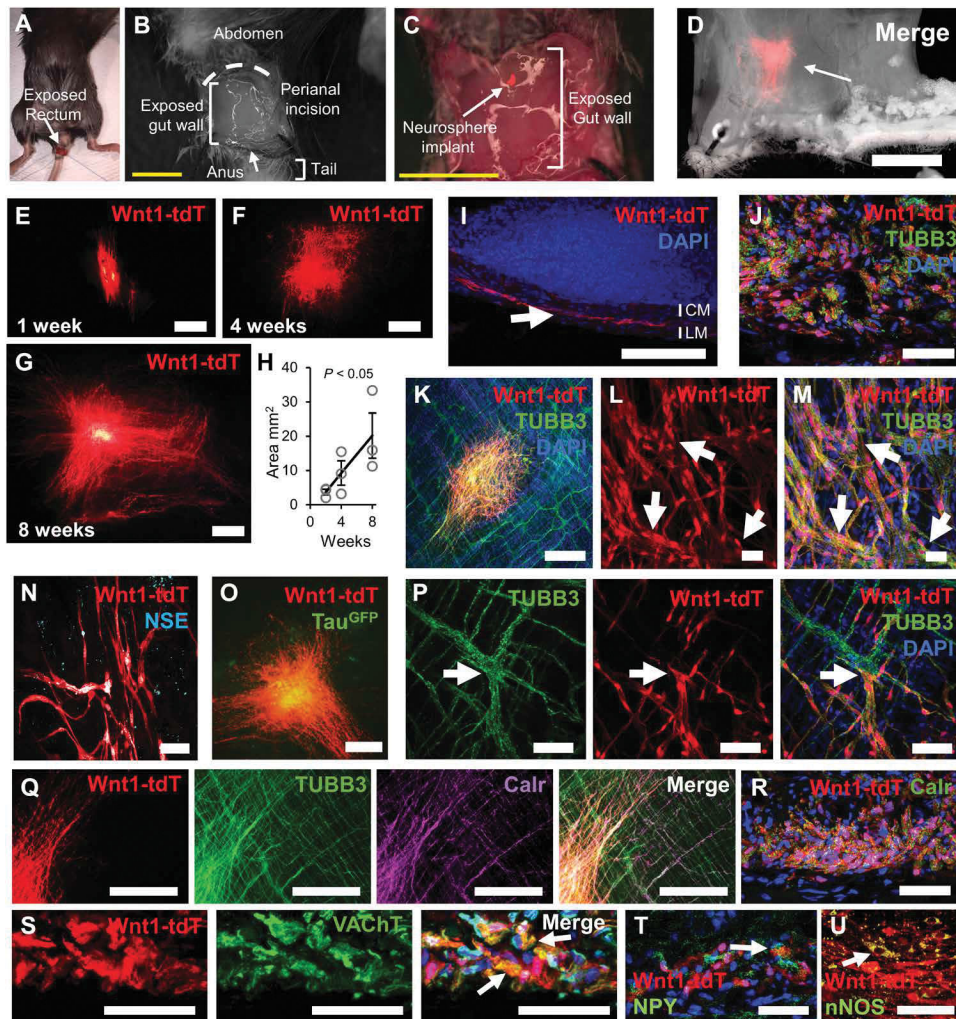 A
Exposed
Rectum
B
Abdomen
Exposed
gut wall
Perianal
incision
Anus
Tail
C
Neurosphere
implant
Exposed
Gut wall
D
Merge
E
Wnt1-tdT
1 week
F
Wnt1-tdT
4 weeks
I
Wnt1-tdT
DAPI
CM
LM
J
Wnt1-tdT
TUBB3
DAPI
G
Wnt1-tdT
8 weeks
H
P < 0.05
Area mm²
40
30
20
10
0
0
4
8
Weeks
K
Wnt1-tdT
TUBB3
DAPI
L
Wnt1-tdT
M
Wnt1-tdT
TUBB3
DAPI
N
Wnt1-tdT
NSE
O
Wnt1-tdT
TauGFP
P
TUBB3
Wnt1-tdT
Wnt1-tdT
TUBB3
DAPI
Q
Wnt1-tdT
TUBB3
Calr
Merge
R
Wnt1-tdT Calr
S
Wnt1-tdT
VAChT
Merge
T
Wnt1-tdT
NPY
U
Wnt1-tdT
nNOS